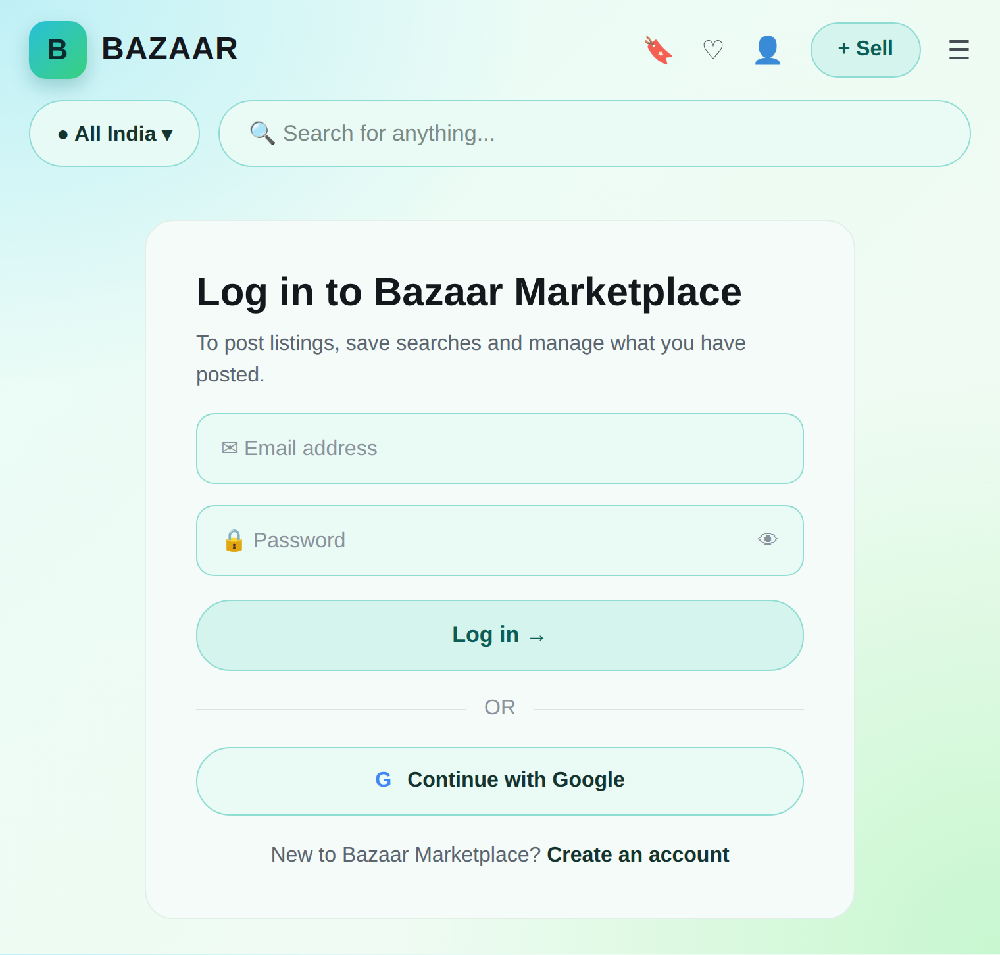 B BAZAAR
+ Sell
All India
Search for anything...
Log in to Bazaar Marketplace
To post listings, save searches and manage what you have
posted.
Email address
Password
Log in →
OR
G Continue with Google
New to Bazaar Marketplace? Create an account